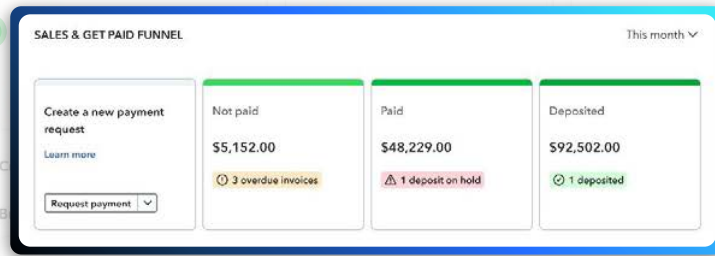 SALES & GET PAID FUNNEL
This month
Create a new payment
request
Learn more
Request payment
Not paid
$5,152.00
3 overdue invoices
Paid
$48,229.00
1 deposit on hold
Deposited
$92,502.00
1 deposited